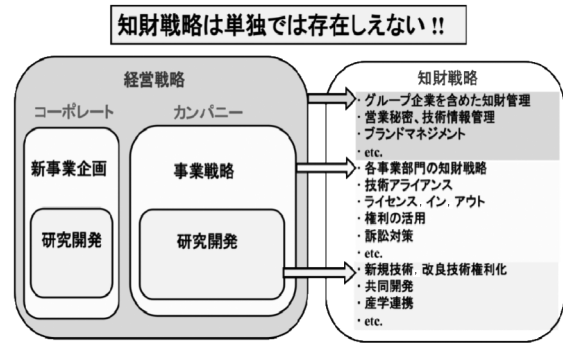 知財戦略は単独では存在しえない !!
経営戦略
コーポレート
カンパニー
新事業企画
事業戦略
研究開発
研究開発
知財戦略
・グループ企業を含めた知財管理
・営業秘密、技術情報管理
・ブランドマネジメント
・etc.
・各事業部門の知財戦略
・技術アライアンス
・ライセンス．イン．アウト
・権利の活用
・訴訟対策
・etc.
・新規技術．改良技術権利化
・共同開発
・産学連携
・etc.